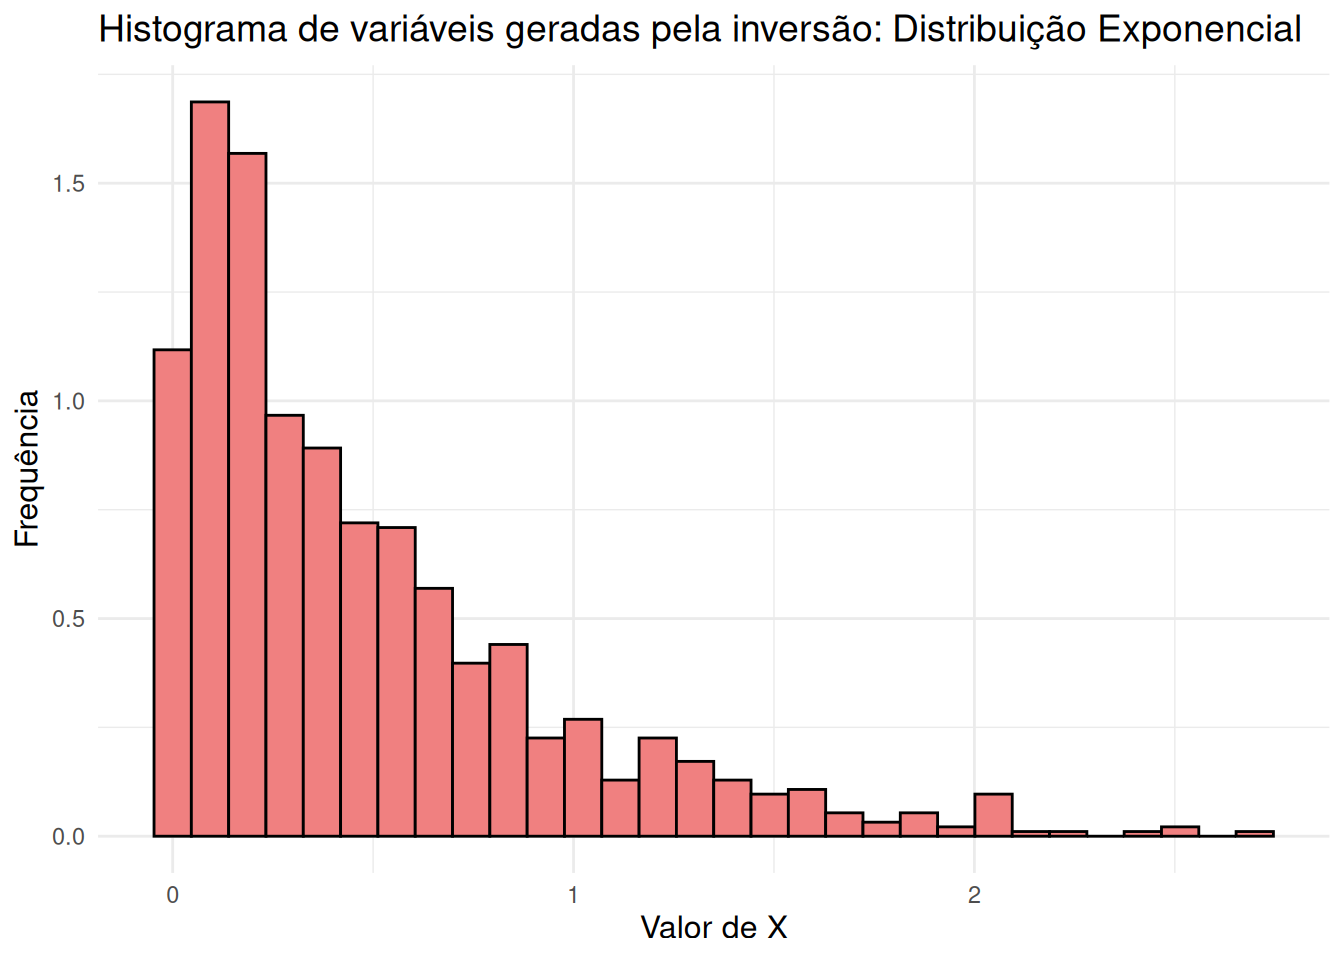 Histograma de variáveis geradas pela inversão: Distribuição Exponencial
Frequência
1.5
1.0
0.5
0.0
0
1
2
Valor de X